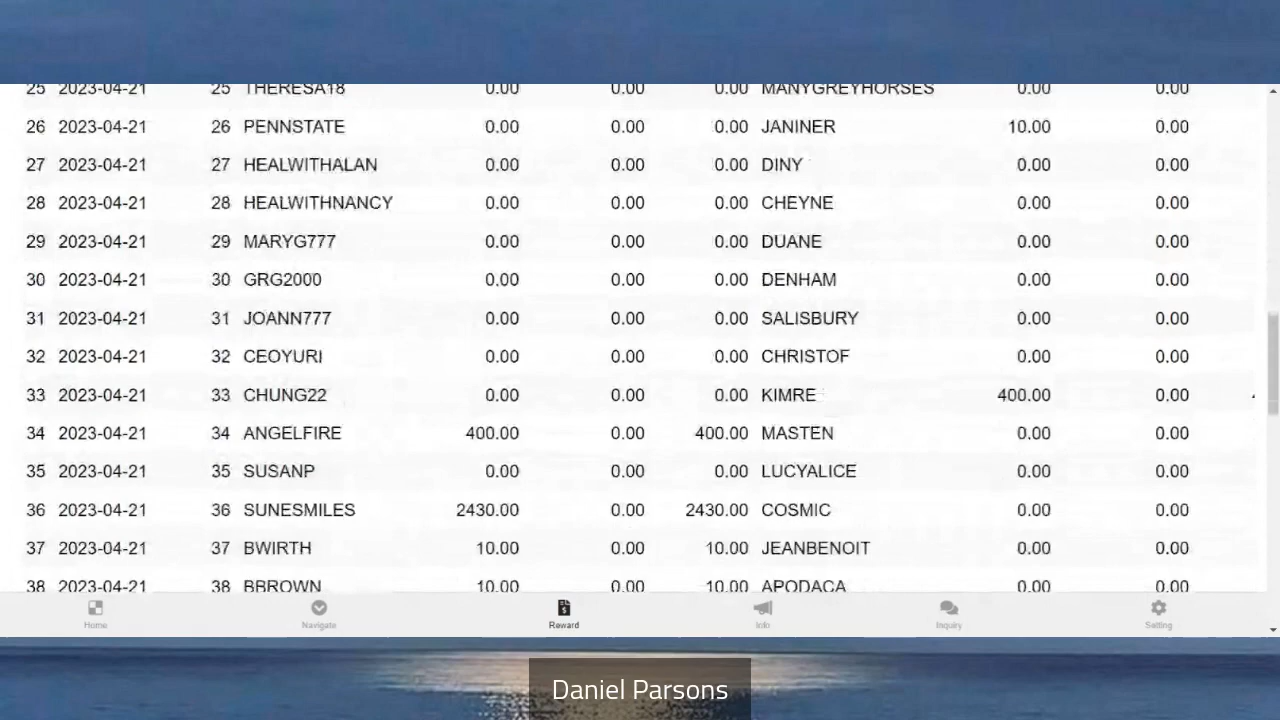 25 2023-04-21 25 THERESA18 0.00 0.00 0.00 MANYGREYHORSES 0.00 0.00
26 2023-04-21 26 PENNSTATE 0.00 0.00 0.00 JANINER 10.00 0.00
27 2023-04-21 27 HEALWITHALAN 0.00 0.00 0.00 DINY 0.00 0.00
28 2023-04-21 28 HEALWITHNANCY 0.00 0.00 0.00 CHEYNE 0.00 0.00
29 2023-04-21 29 MARYG777 0.00 0.00 0.00 DUANE 0.00 0.00
30 2023-04-21 30 GRG2000 0.00 0.00 0.00 DENHAM 0.00 0.00
31 2023-04-21 31 JOANN777 0.00 0.00 0.00 SALISBURY 0.00 0.00
32 2023-04-21 32 CEOYURI 0.00 0.00 0.00 CHRISTOF 0.00 0.00
33 2023-04-21 33 CHUNG22 0.00 0.00 0.00 KIMRE 400.00 0.00
34 2023-04-21 34 ANGELFIRE 400.00 0.00 400.00 MASTEN 0.00 0.00
35 2023-04-21 35 SUSANP 0.00 0.00 0.00 LUCYALICE 0.00 0.00
36 2023-04-21 36 SUNESMILES 2430.00 0.00 2430.00 COSMIC 0.00 0.00
37 2023-04-21 37 BWIRTH 10.00 0.00 10.00 JEANBENOIT 0.00 0.00
38 2023-04-21 38 BBROWN 10.00 0.00 10.00 APODACA 0.00 0.00
Home Navigate Reward Info Inquiry Setting
Daniel Parsons